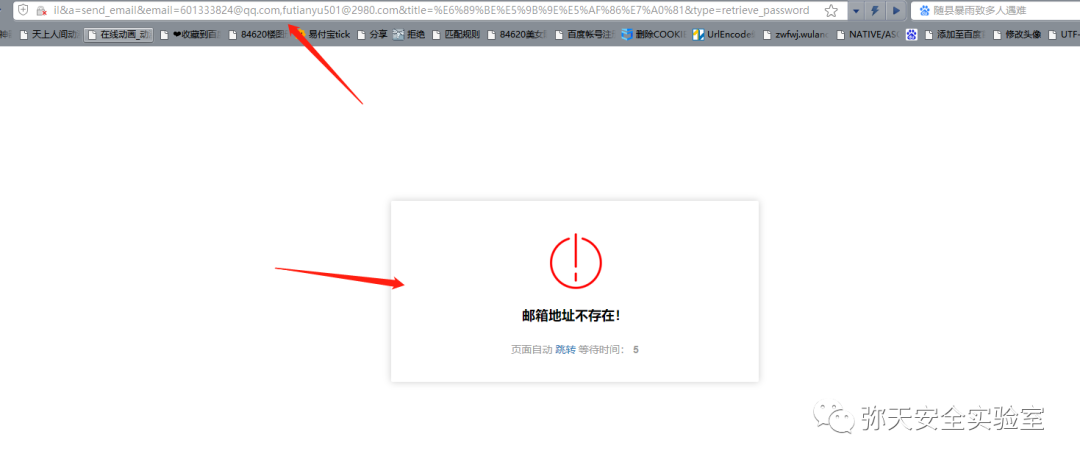 il&a=send_email&email=601333824@qq.com,futianyu501@2980.com&title=%E6%89%BE%E5%9B%9E%E5%AF%86%E7%A0%81&type=retrieve_password
随县暴雨致多人遇难
天上人间动 在线动画_动 ❤收藏到百 84620楼 易付宝tick 分享 拒绝 匹配规则 84620美女 百度帐号注 删除COOKI UrlEncode zwfwj.wulan NATIVE/AS 添加至百度 修改头像 UTF-
邮箱地址不存在！
页面自动 跳转 等待时间： 5
弥天安全实验室